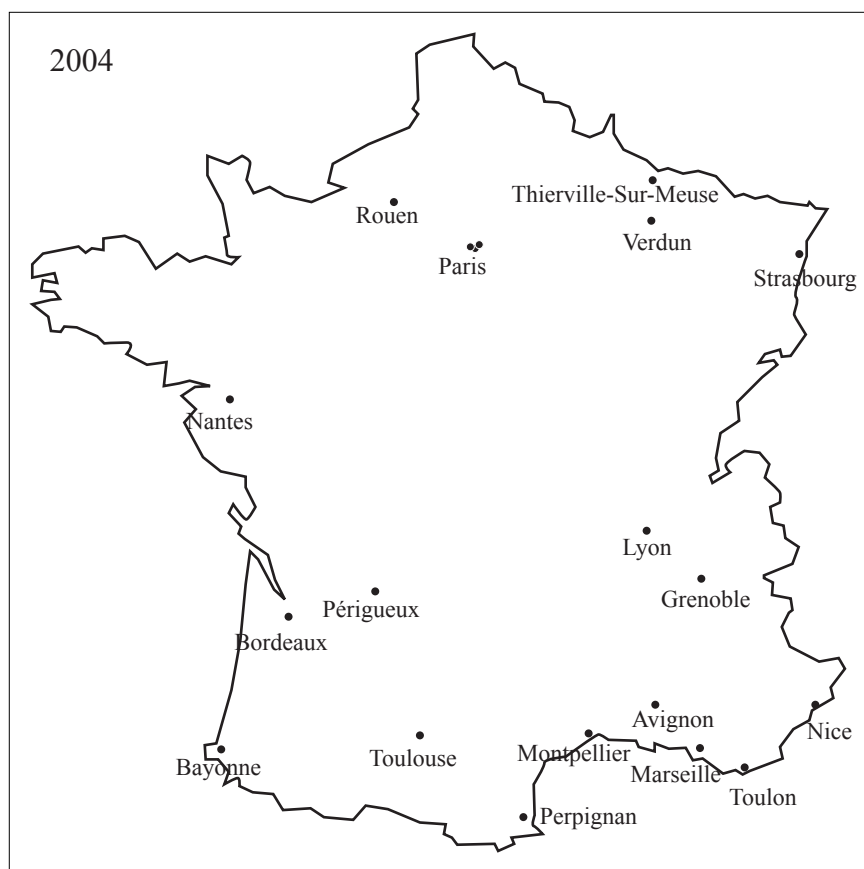 2004
Thierville-Sur-Meuse
Rouen
Verdun
Paris
Strasbourg
Nantes
Lyon
Grenoble
Périgueux
Bordeaux
Avignon
Nice
Bayonne
Toulouse
Montpellier
Marseille
Toulon
Perpignan